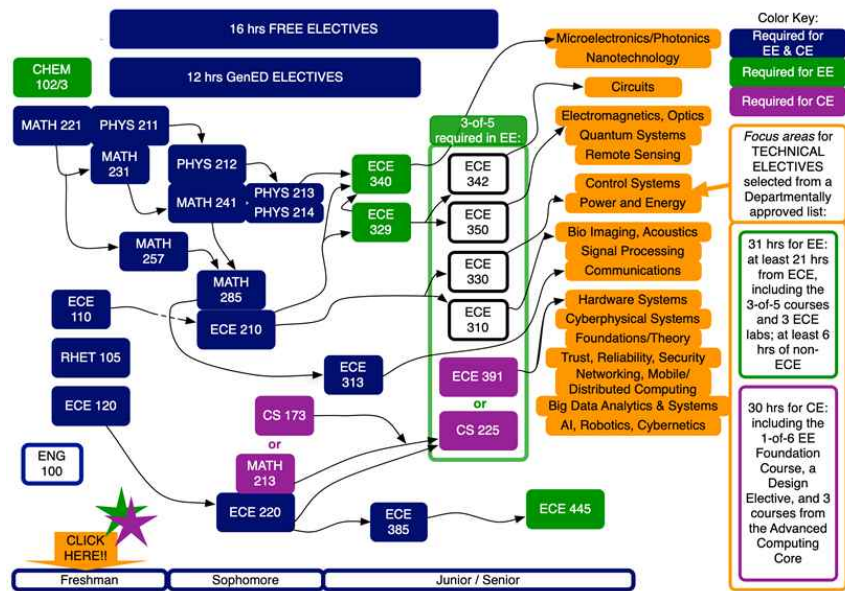 16 hrs FREE ELECTIVES
12 hrs GenED ELECTIVES
CHEM
102/3
MATH 221
PHYS 211
MATH
231
PHYS 212
MATH 241
PHYS 213
PHYS 214
MATH
257
MATH
285
ECE
110
ECE 210
RHET 105
ECE 120
ENG
100
ECE
313
CS 173
or
MATH
213
ECE 220
ECE
385
ECE 445
ECE
340
ECE
329
3-of-5
required in EE:
ECE
342
ECE
350
ECE
330
ECE
310
ECE 391
or
CS 225
Microelectronics/Photonics
Nanotechnology
Circuits
Electromagnetics, Optics
Quantum Systems
Remote Sensing
Control Systems
Power and Energy
Bio Imaging, Acoustics
Signal Processing
Communications
Hardware Systems
Cyberphysical Systems
Foundations/Theory
Trust, Reliability, Security
Networking, Mobile/
Distributed Computing
Big Data Analytics & Systems
AI, Robotics, Cybernetics
Color Key:
Required for
EE & CE
Required for EE
Required for CE
Focus areas for
TECHNICAL
ELECTIVES
selected from a
Departmentally
approved list:
31 hrs for EE:
at least 21 hrs
from ECE,
including the
3-of-5 courses
and 3 ECE
labs; at least 6
hrs of non-
ECE
30 hrs for CE:
including the
1-of-6 EE
Foundation
Course, a
Design
Elective, and 3
courses from
the Advanced
Computing
Core
CLICK
HERE!!
Freshman
Sophomore
Junior / Senior